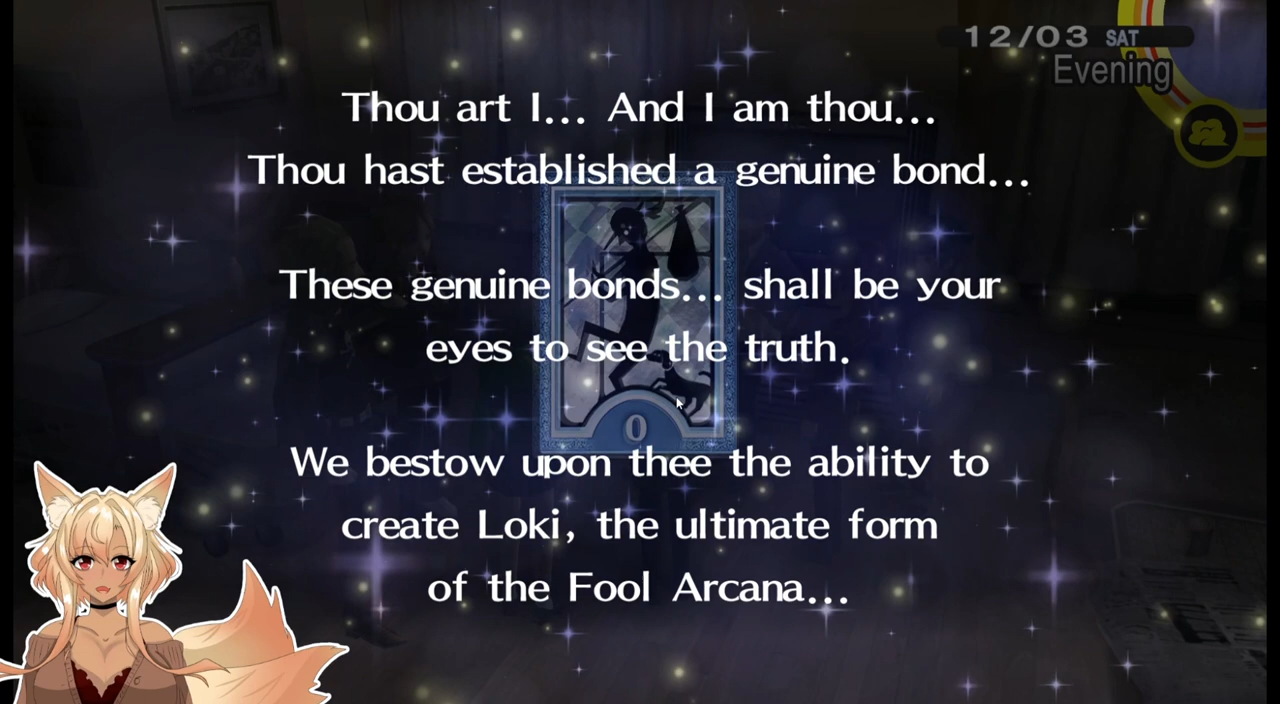 12/03 SAT
Evening
Thou art I... And I am thou...
Thou hast established a genuine bond...
These genuine bonds... shall be your
eyes to see the truth.
0
We bestow upon thee the ability to
create Loki, the ultimate form
of the Fool Arcana...